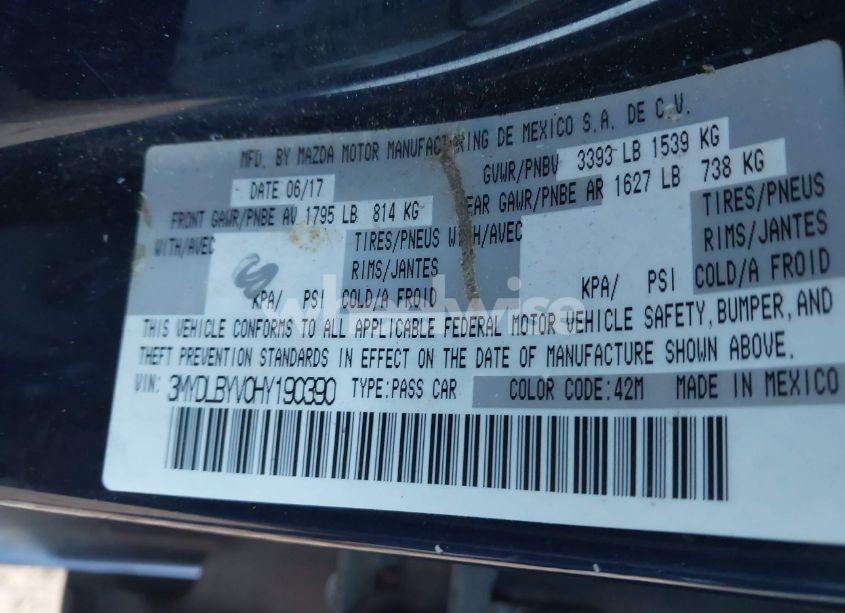 MFD. BY MAZDA MOTOR MANUFACTURING DE MEXICO S.A. DE C.V.
DATE 06/17 GVWR/PNBV 3393 LB 1539 KG
FRONT GAWR/PNBE AV 1795 LB 814 KG REAR GAWR/PNBE AR 1627 LB 738 KG
WITH/AVEC TIRES/PNEUS WITH/AVEC TIRES/PNEUS
RIMS/JANTES RIMS/JANTES
KPA/ PSI COLD/A FROID KPA/ PSI COLD/A FROID
wheelwise
THIS VEHICLE CONFORMS TO ALL APPLICABLE FEDERAL MOTOR VEHICLE SAFETY, BUMPER, AND
THEFT PREVENTION STANDARDS IN EFFECT ON THE DATE OF MANUFACTURE SHOWN ABOVE.
VIN: 3MYDLBYV0HY190390 TYPE:PASS CAR COLOR CODE:42M MADE IN MEXICO